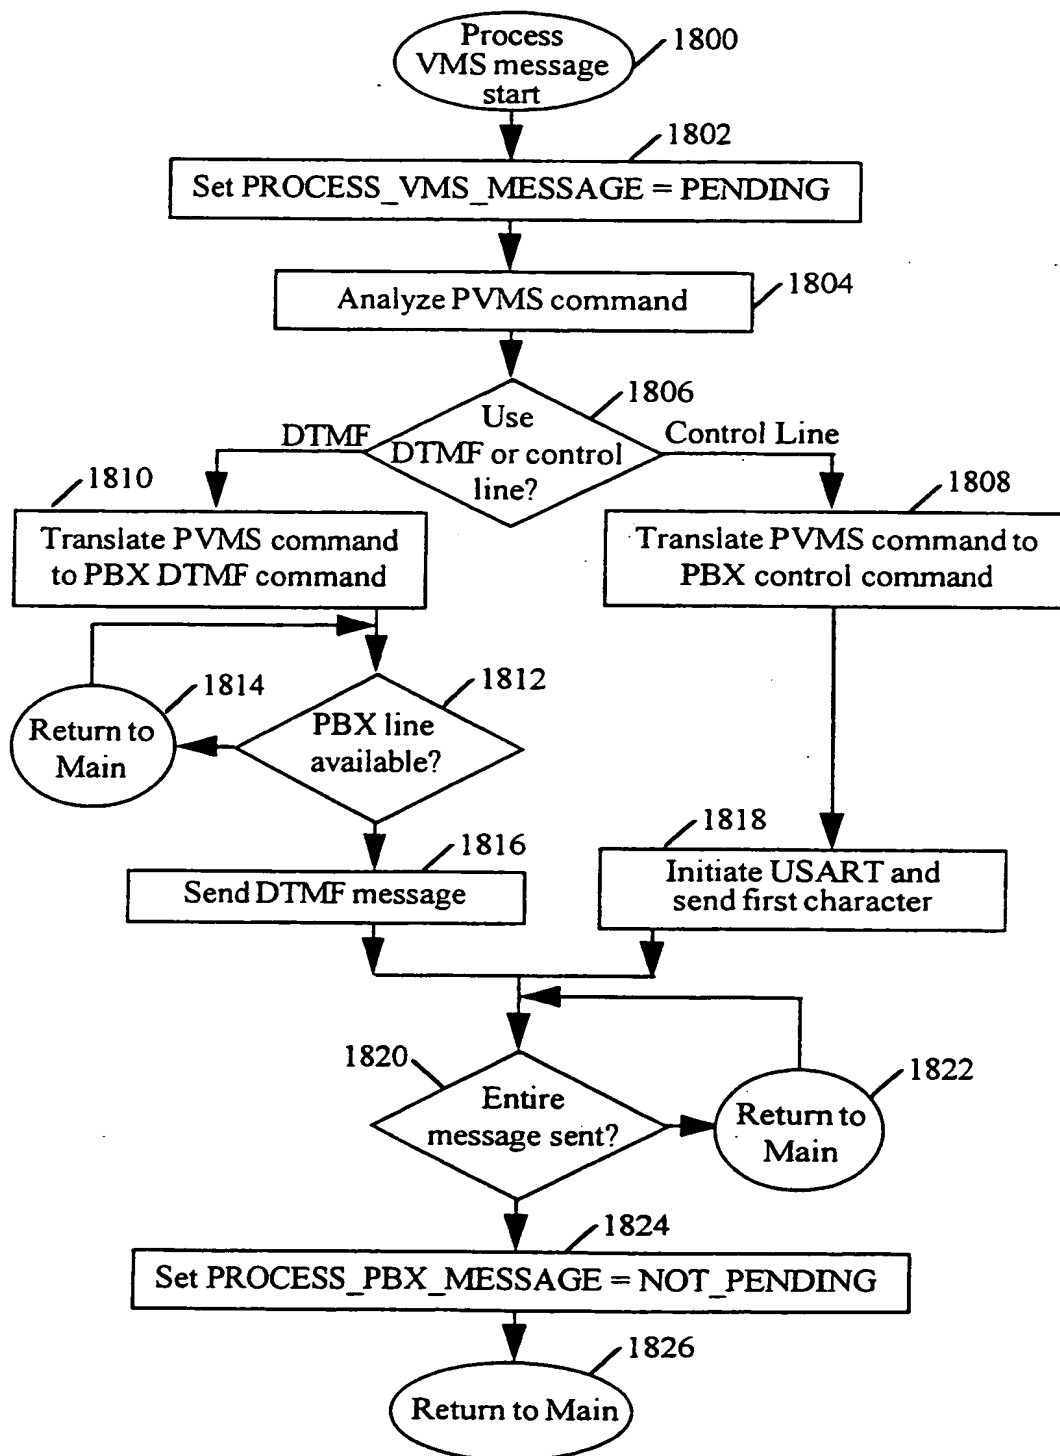 Process
VMS message
start
1800
1802
Set PROCESS_VMS_MESSAGE = PENDING
Analyze PVMS command
1804
1806
Use
DTMF or control
line?
DTMF
Control Line
1810
Translate PVMS command
to PBX DTMF command
1808
Translate PVMS command to
PBX control command
1814
Return to
Main
1812
PBX line
available?
1816
Send DTMF message
1818
Initiate USART and
send first character
1820
Entire
message sent?
1822
Return to
Main
1824
Set PROCESS_PBX_MESSAGE = NOT_PENDING
1826
Return to Main